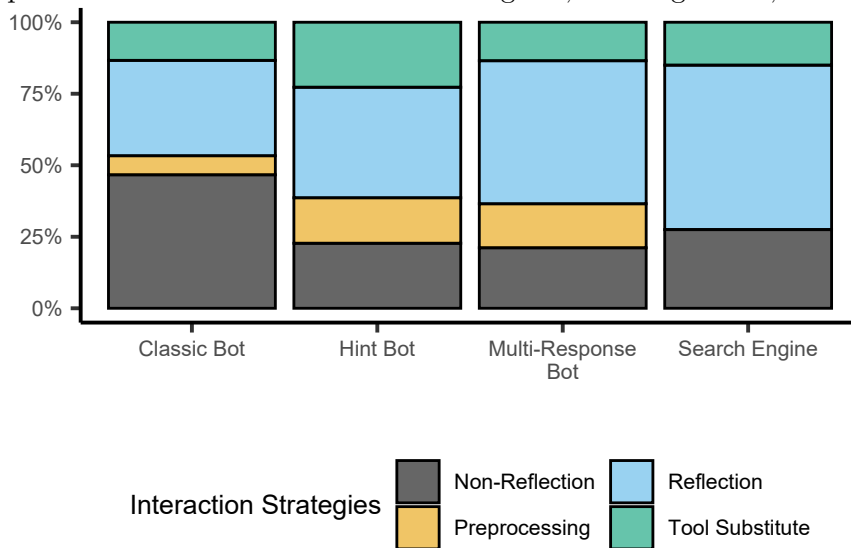 100%
75%
50%
25%
0%
Classic Bot
Hint Bot
Multi-Response
Bot
Search Engine
Interaction Strategies
Non-Reflection
Reflection
Preprocessing
Tool Substitute